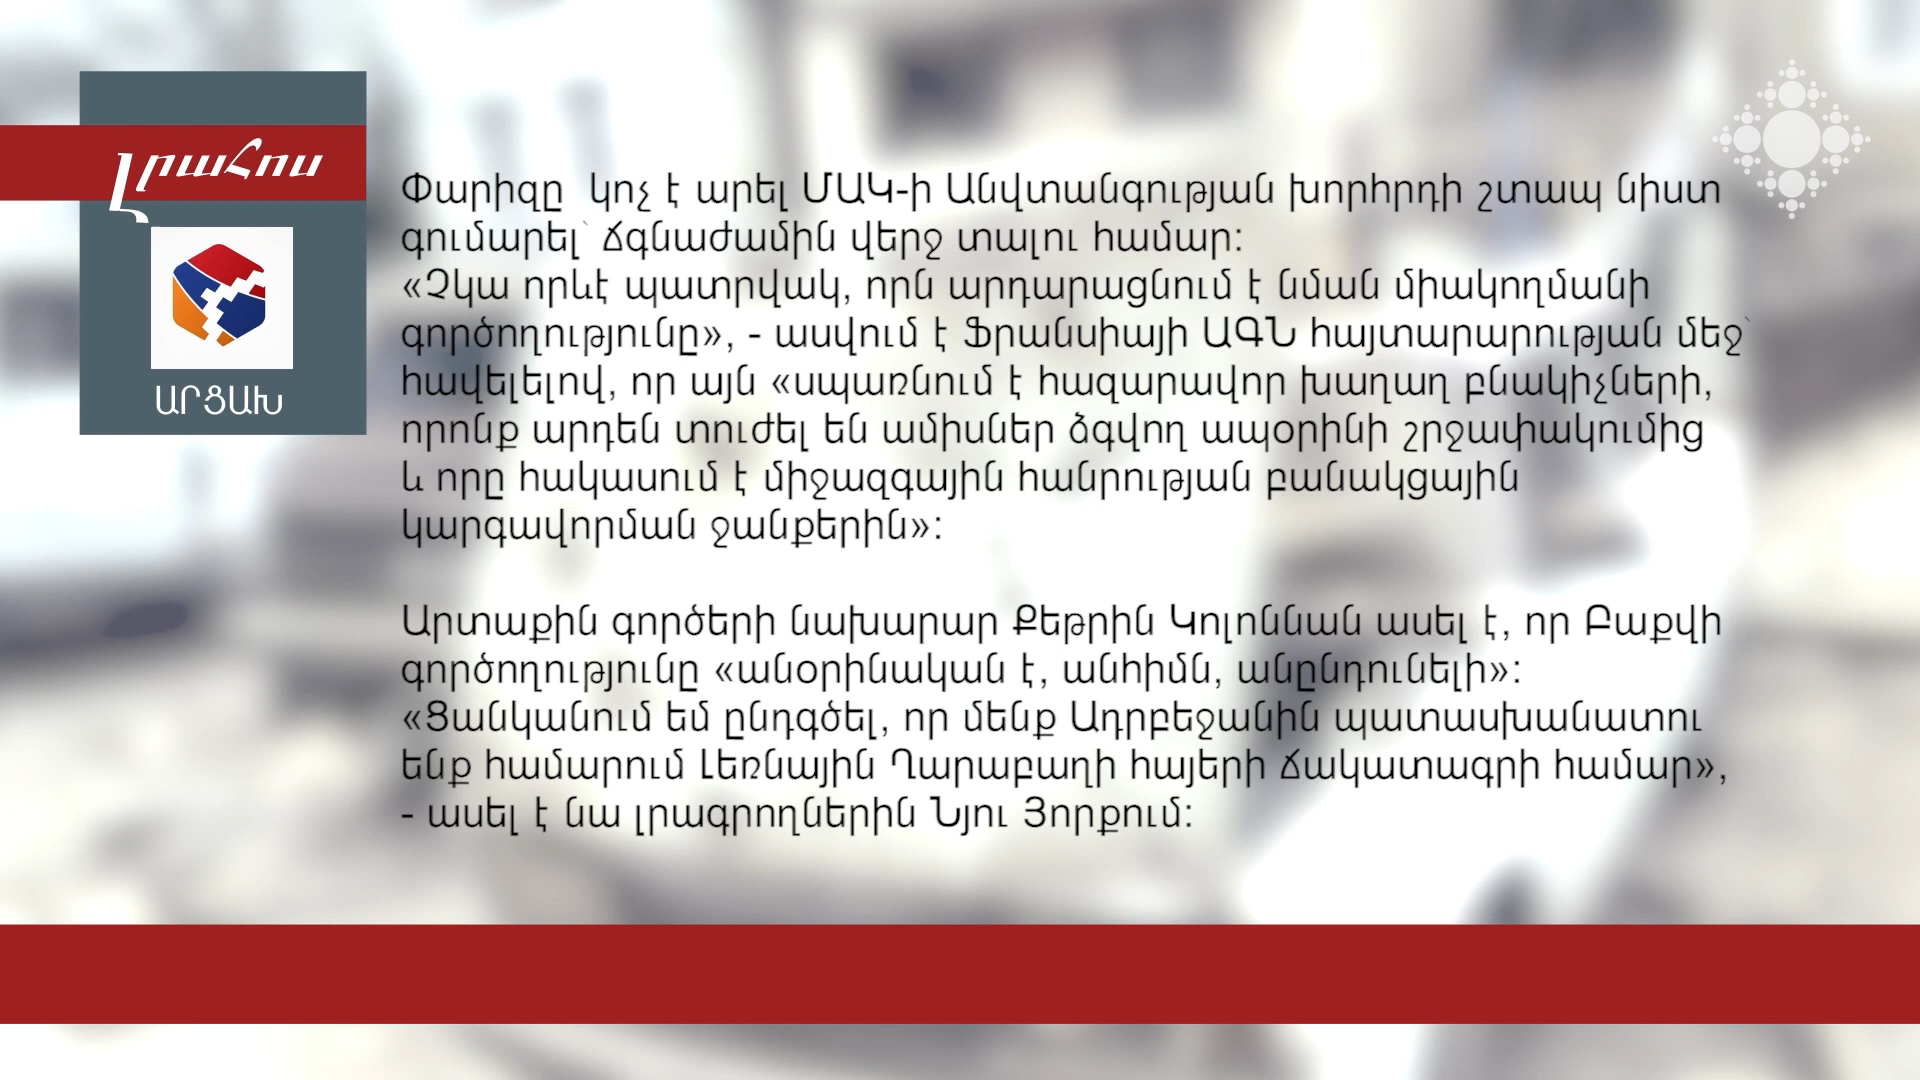 լրահոս
ԱՐՑԱԽ
Փարիզը կոչ է արել ՄԱԿ-ի Անվտանգության խորհրդի շտապ նիստ
գումարել՝ ճգնաժամին վերջ տալու համար:
«Չկա որևէ պատրվակ, որն արդարացնում է նման միակողմանի
գործողությունը», - ասվում է Ֆրանսիայի ԱԳՆ հայտարարության մեջ՝
հավելելով, որ այն «սպառնում է հազարավոր խաղաղ բնակիչների,
որոնք արդեն տուժել են ամիսներ ձգվող ապօրինի շրջափակումից
և որը հակասում է միջազգային հանրության բանակցային
կարգավորման ջանքերին»:
Արտաքին գործերի նախարար Քեթրին Կոլոննան ասել է, որ Բաքվի
գործողությունը «անօրինական է, անհիմն, անընդունելի»:
«Ցանկանում եմ ընդգծել, որ մենք Ադրբեջանին պատասխանատու
ենք համարում Լեռնային Ղարաբաղի հայերի ճակատագրի համար»,
- ասել է նա լրագրողներին Նյու Յորքում: